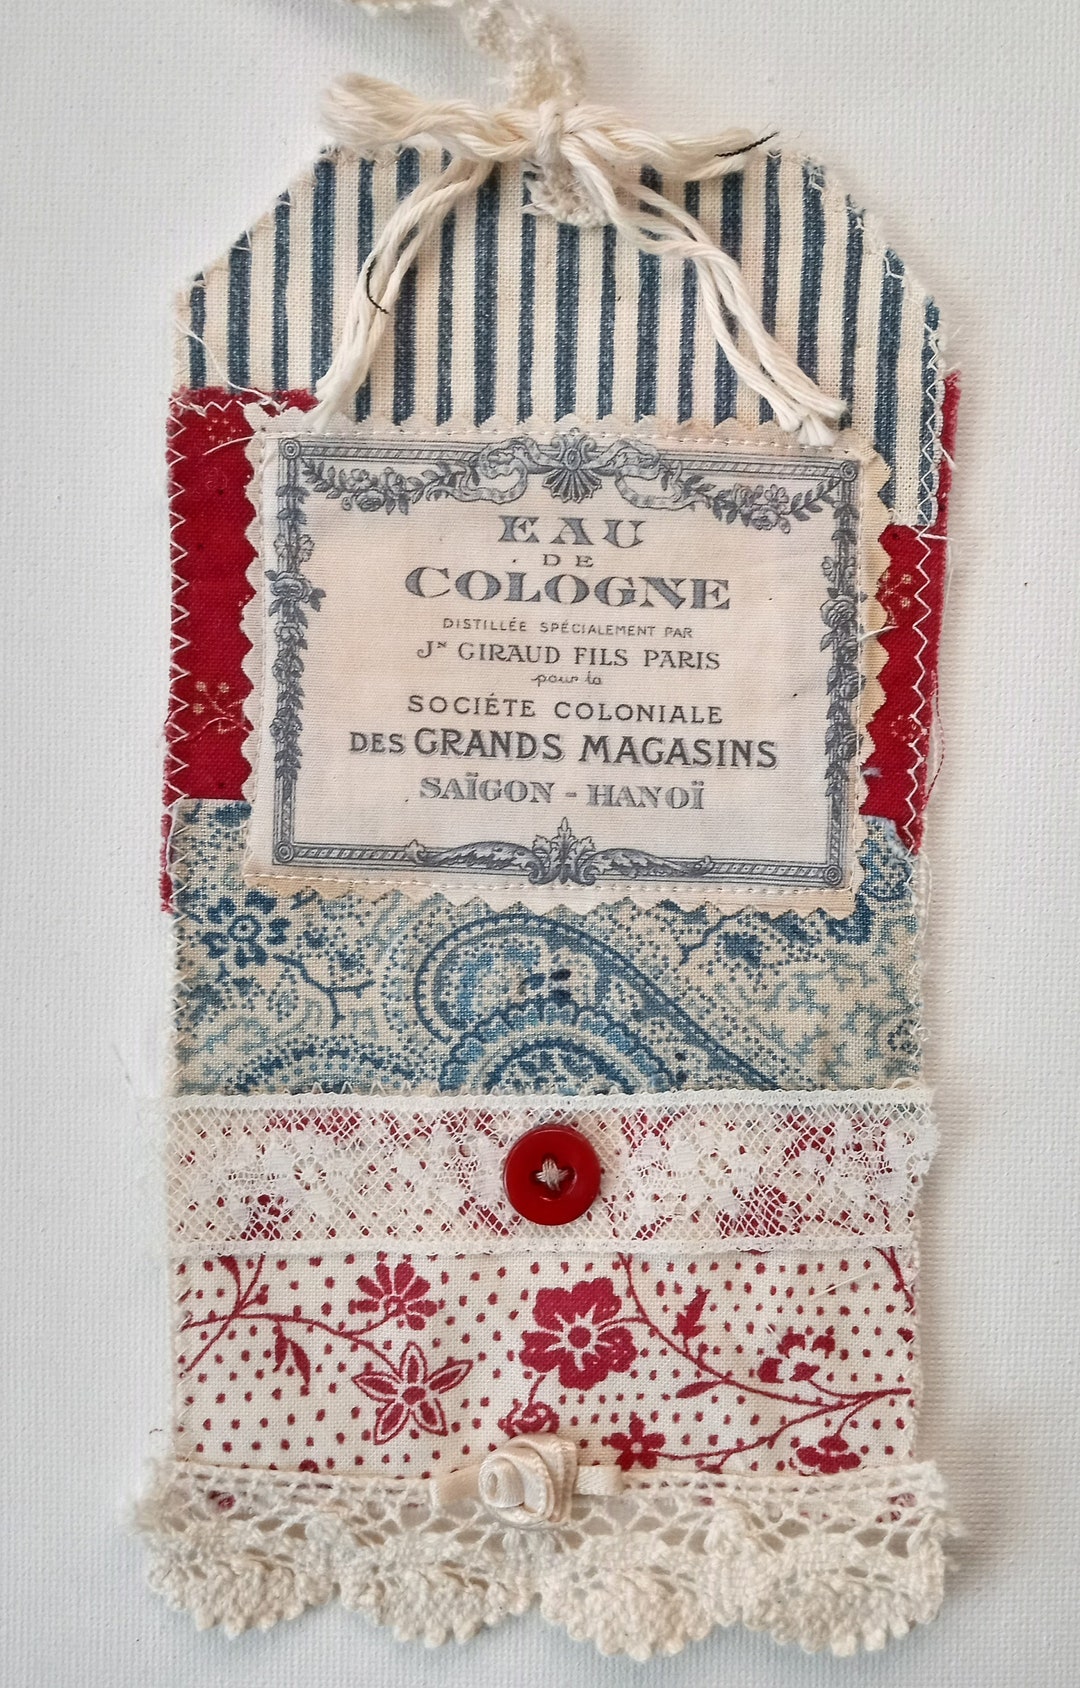 EAU
DE
COLOGNE
DISTILLÉE SPÉCIALEMENT PAR
Jᴺ GIRAUD FILS PARIS
pour la
SOCIÉTE COLONIALE
DES GRANDS MAGASINS
SAÏGON - HANOÏ